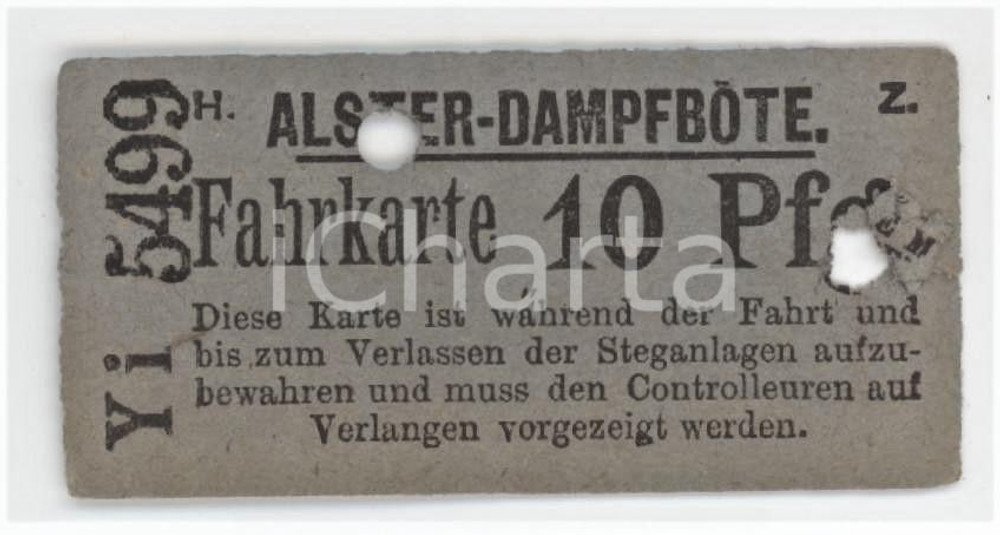 H. ALSTER-DAMPFBÖTE. Z.
Fahrkarte 10 Pfg
Diese Karte ist während der Fahrt und
bis zum Verlassen der Steganlagen aufzu-
bewahren und muss den Controlleuren auf
Verlangen vorgezeigt werden.
Yi 5499
iCharta